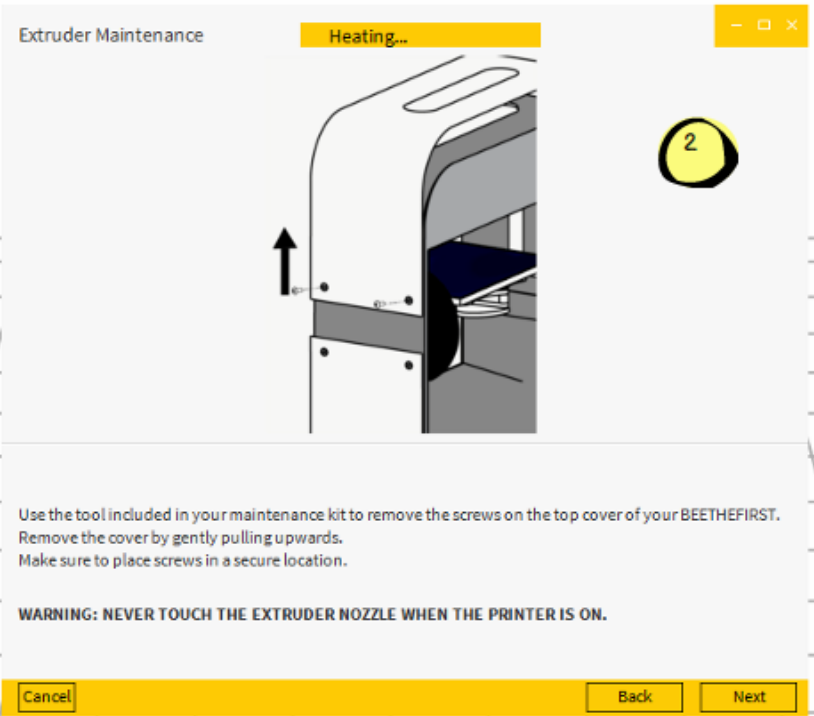 Extruder Maintenance
Heating...
2
Use the tool included in your maintenance kit to remove the screws on the top cover of your BEETHEFIRST.
Remove the cover by gently pulling upwards.
Make sure to place screws in a secure location.
WARNING: NEVER TOUCH THE EXTRUDER NOZZLE WHEN THE PRINTER IS ON.
Cancel
Back
Next